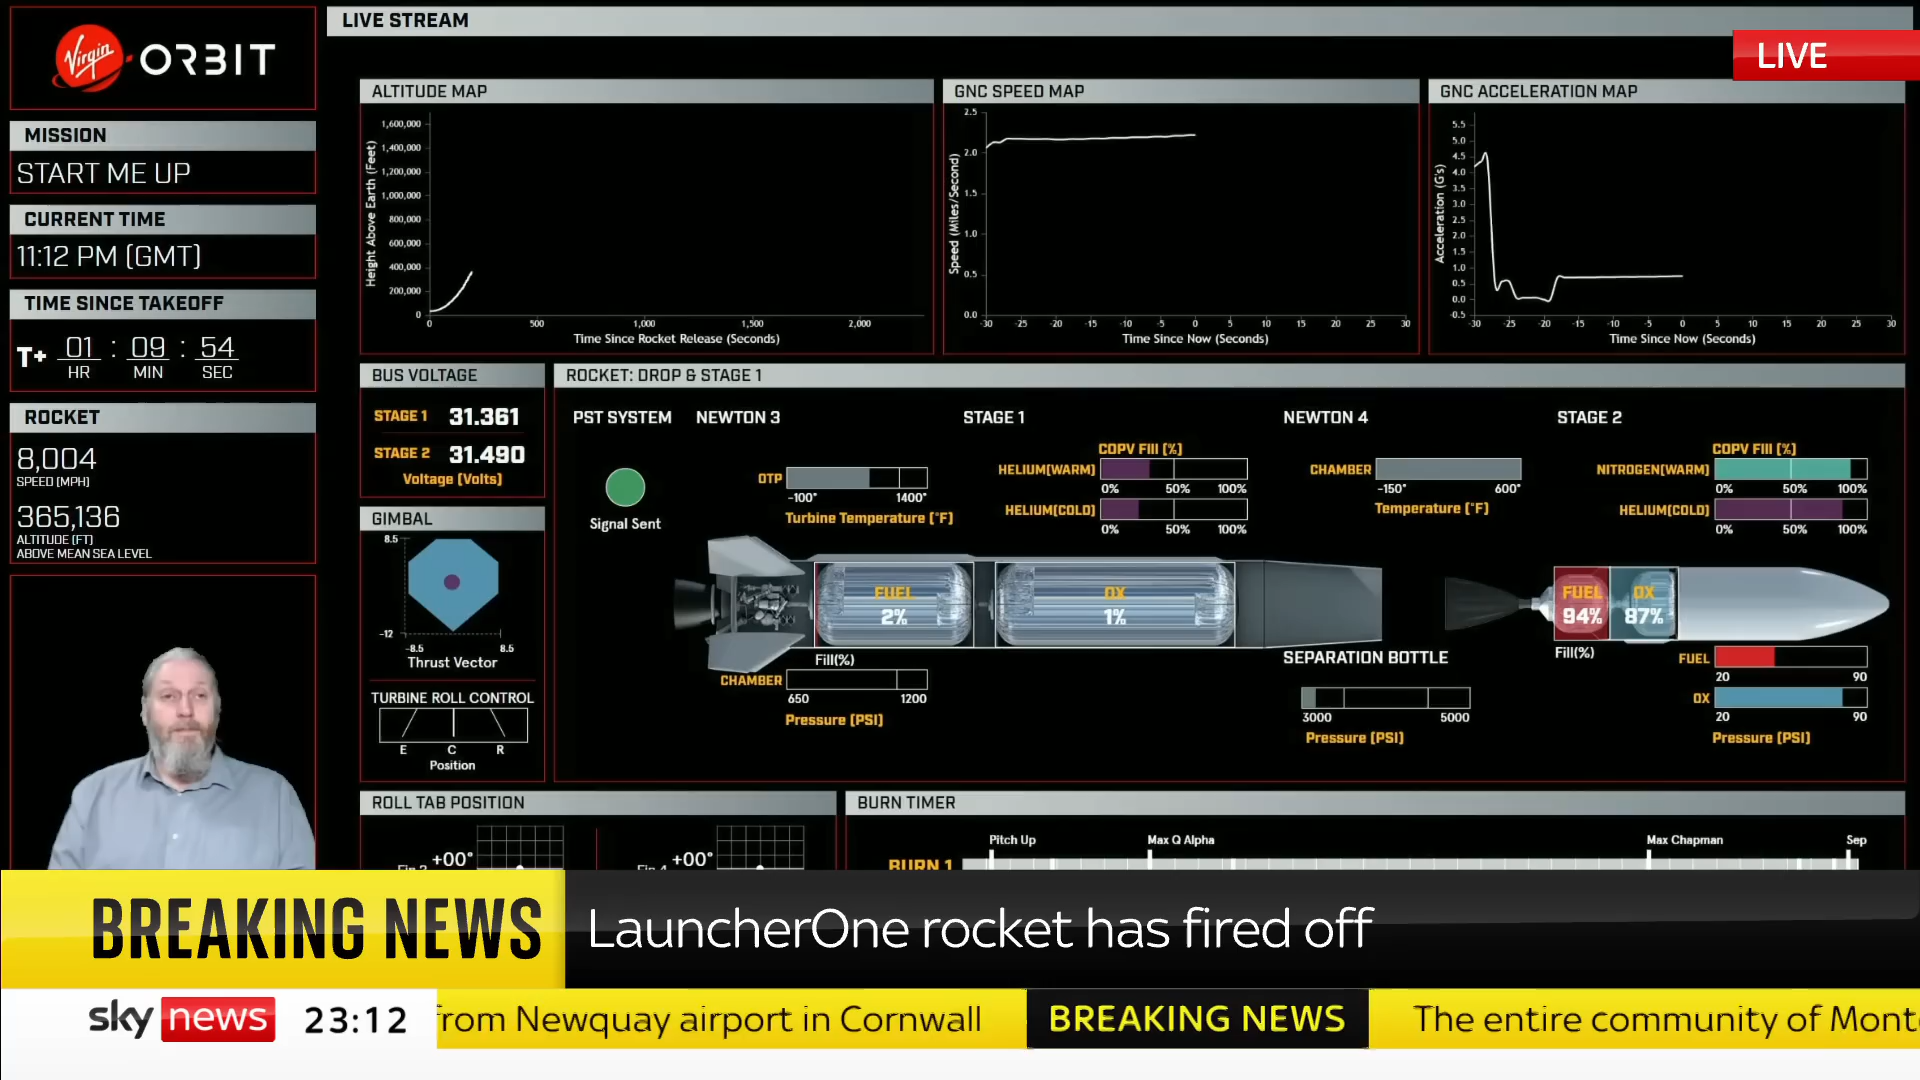 Virgin ORBIT
LIVE STREAM
LIVE
MISSION
START ME UP
CURRENT TIME
11:12 PM (GMT)
TIME SINCE TAKEOFF
T+ 01 : 09 : 54
HR MIN SEC
ROCKET
8,004
SPEED (MPH)
365,136
ALTITUDE (FT)
ABOVE MEAN SEA LEVEL
ALTITUDE MAP
Height Above Earth (Feet)
1,600,000
1,400,000
1,200,000
1,000,000
800,000
600,000
400,000
200,000
0
0 500 1,000 1,500 2,000
Time Since Rocket Release (Seconds)
GNC SPEED MAP
Speed (Miles/Second)
2.5
2.0
1.5
1.0
0.5
0.0
-30 -25 -20 -15 -10 -5 0 5 10 15 20 25 30
Time Since Now (Seconds)
GNC ACCELERATION MAP
Acceleration (G's)
5.5
5.0
4.5
4.0
3.5
3.0
2.5
2.0
1.5
1.0
0.5
0.0
-0.5
-30 -25 -20 -15 -10 -5 0 5 10 15 20 25 30
Time Since Now (Seconds)
BUS VOLTAGE
STAGE 1 31.361
STAGE 2 31.490
Voltage (Volts)
GIMBAL
8.5
-12
-8.5 8.5
Thrust Vector
TURBINE ROLL CONTROL
E C R
Position
ROCKET: DROP & STAGE 1
PST SYSTEM
Signal Sent
NEWTON 3
OTP
-100° 1400°
Turbine Temperature (°F)
STAGE 1
COPV Fill (%)
HELIUM(WARM)
0% 50% 100%
HELIUM(COLD)
0% 50% 100%
NEWTON 4
CHAMBER
-150° 600°
Temperature (°F)
STAGE 2
COPV Fill (%)
NITROGEN(WARM)
0% 50% 100%
HELIUM(COLD)
0% 50% 100%
FUEL
2%
OX
1%
FUEL
94%
OX
87%
Fill(%)
CHAMBER
650 1200
Pressure (PSI)
SEPARATION BOTTLE
3000 5000
Pressure (PSI)
Fill(%)
FUEL
20 90
OX
20 90
Pressure (PSI)
ROLL TAB POSITION
+00°
+00°
BURN TIMER
Pitch Up Max Q Alpha Max Chapman Sep
BURN 1
BREAKING NEWS
LauncherOne rocket has fired off
sky news 23:12
from Newquay airport in Cornwall BREAKING NEWS The entire community of